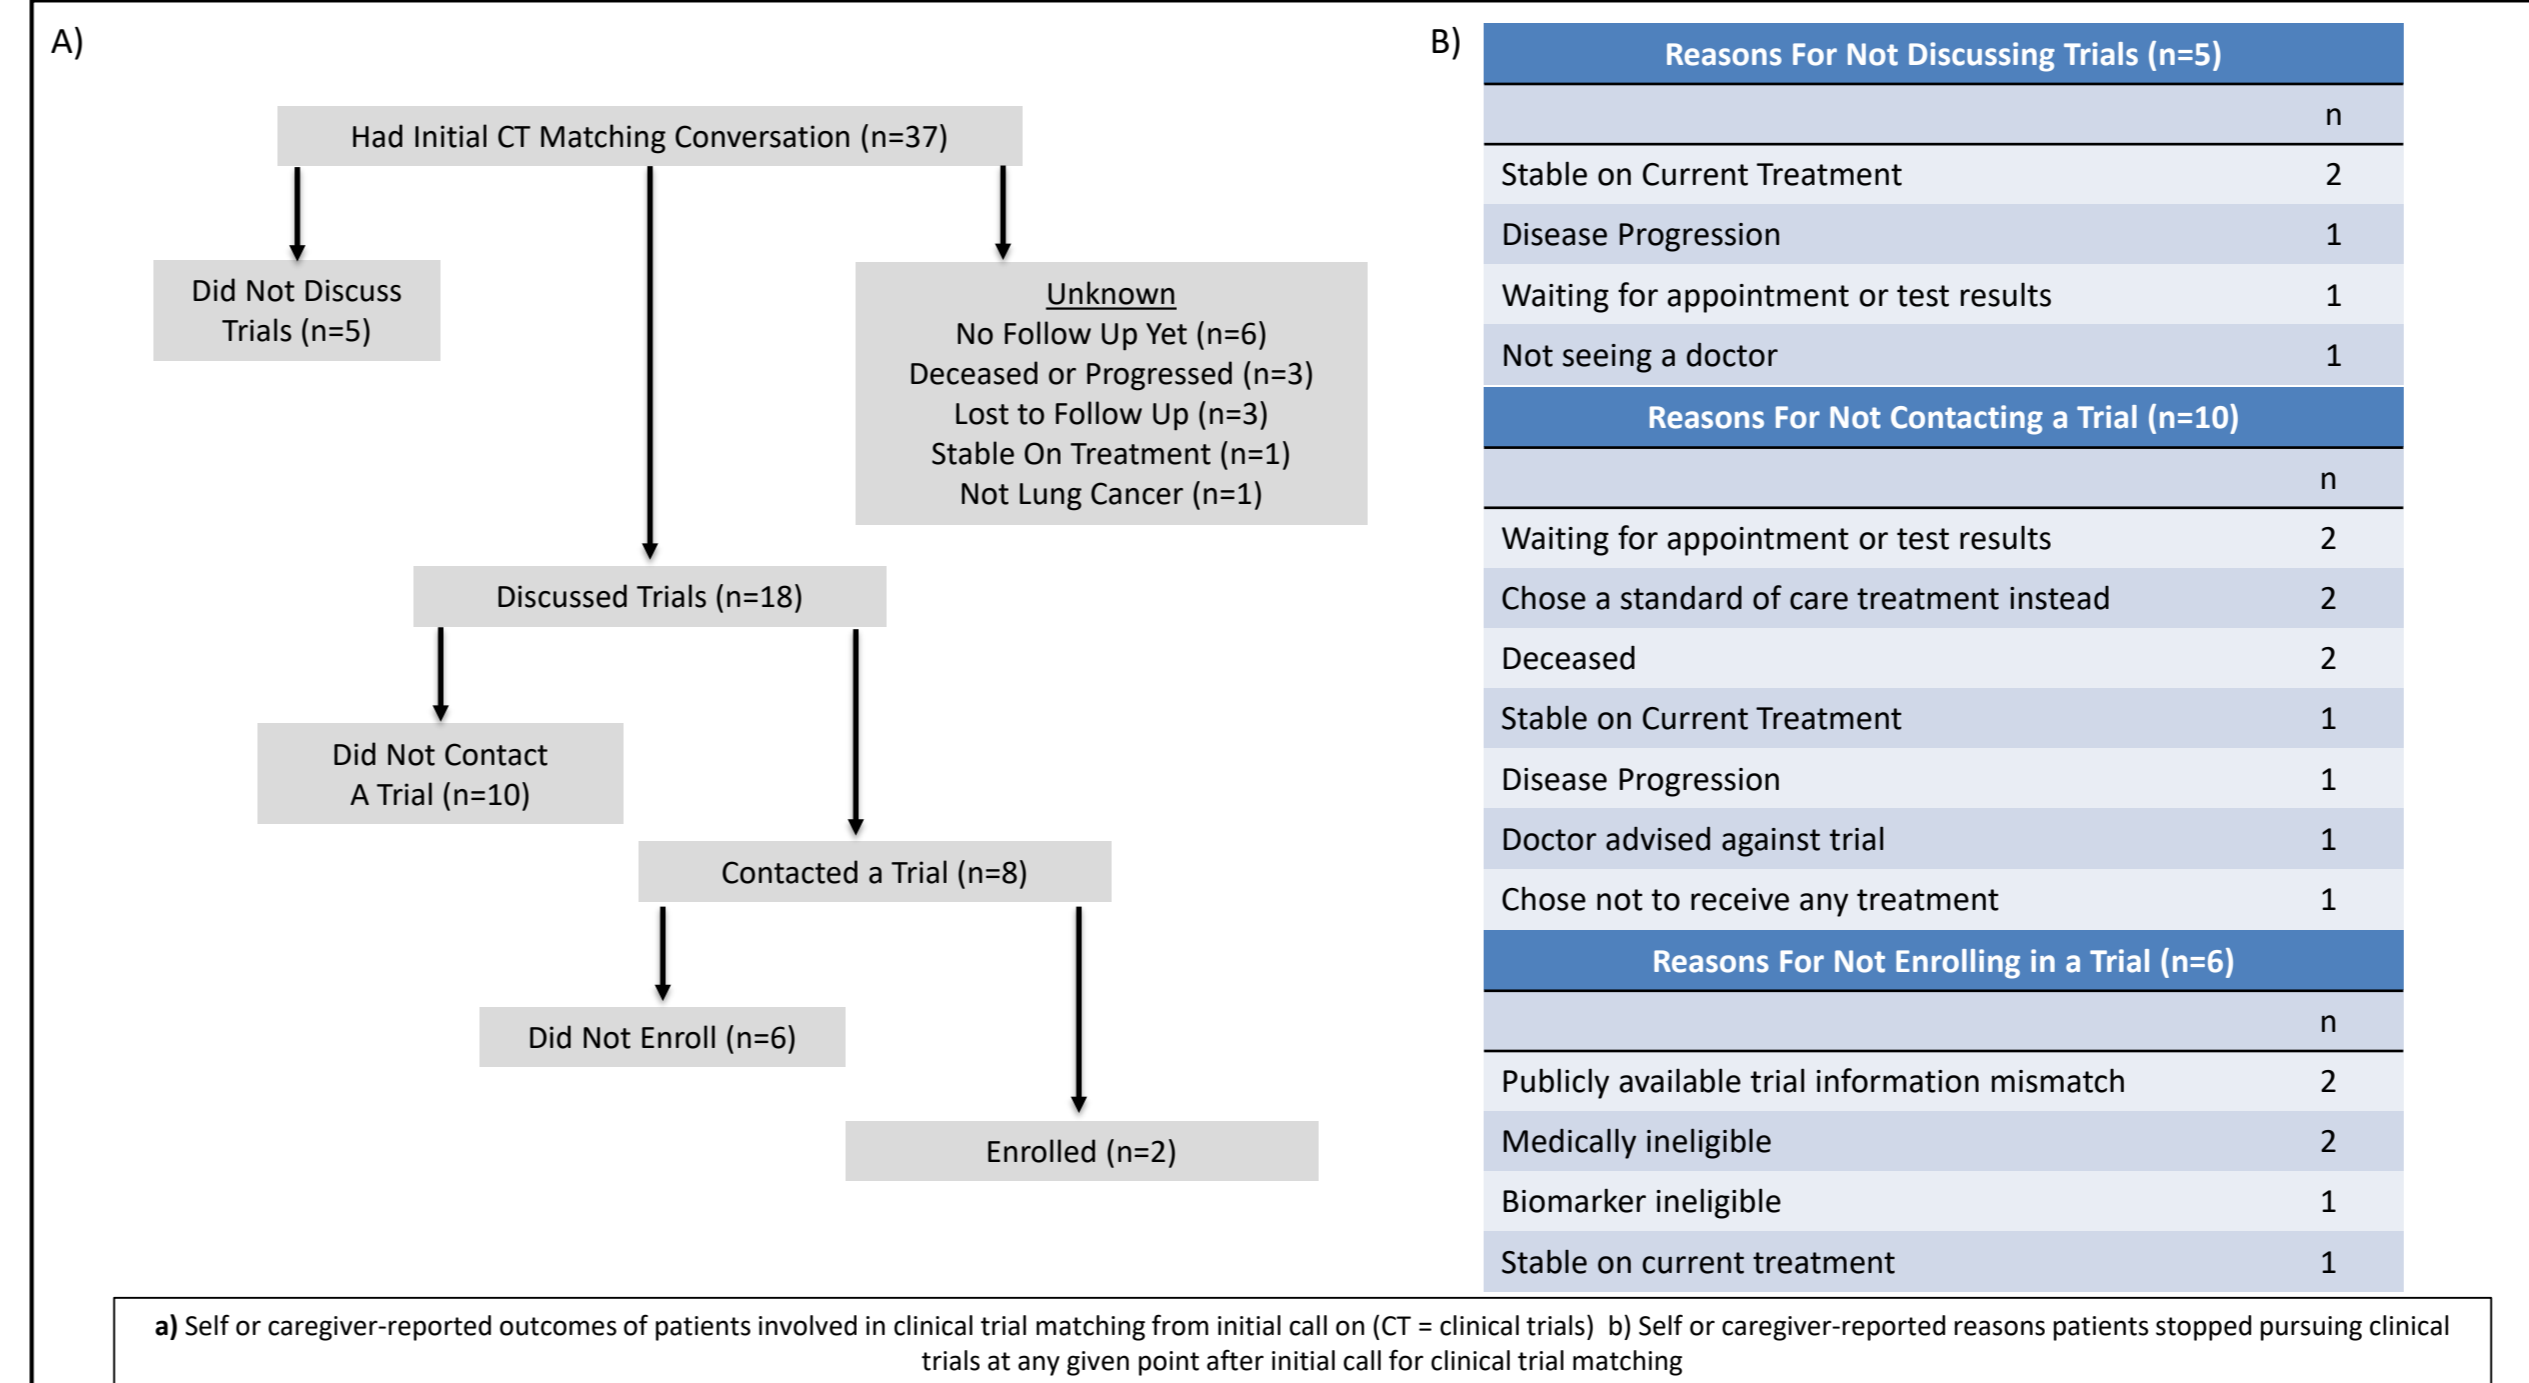 A)
Had Initial CT Matching Conversation (n=37)
Did Not Discuss
Trials (n=5)
Unknown
No Follow Up Yet (n=6)
Deceased or Progressed (n=3)
Lost to Follow Up (n=3)
Stable On Treatment (n=1)
Not Lung Cancer (n=1)
Discussed Trials (n=18)
Did Not Contact
A Trial (n=10)
Contacted a Trial (n=8)
Did Not Enroll (n=6)
Enrolled (n=2)
B)
Reasons For Not Discussing Trials (n=5)
n
Stable on Current Treatment 2
Disease Progression 1
Waiting for appointment or test results 1
Not seeing a doctor 1
Reasons For Not Contacting a Trial (n=10)
n
Waiting for appointment or test results 2
Chose a standard of care treatment instead 2
Deceased 2
Stable on Current Treatment 1
Disease Progression 1
Doctor advised against trial 1
Chose not to receive any treatment 1
Reasons For Not Enrolling in a Trial (n=6)
n
Publicly available trial information mismatch 2
Medically ineligible 2
Biomarker ineligible 1
Stable on current treatment 1
a) Self or caregiver-reported outcomes of patients involved in clinical trial matching from initial call on (CT = clinical trials) b) Self or caregiver-reported reasons patients stopped pursuing clinical
trials at any given point after initial call for clinical trial matching